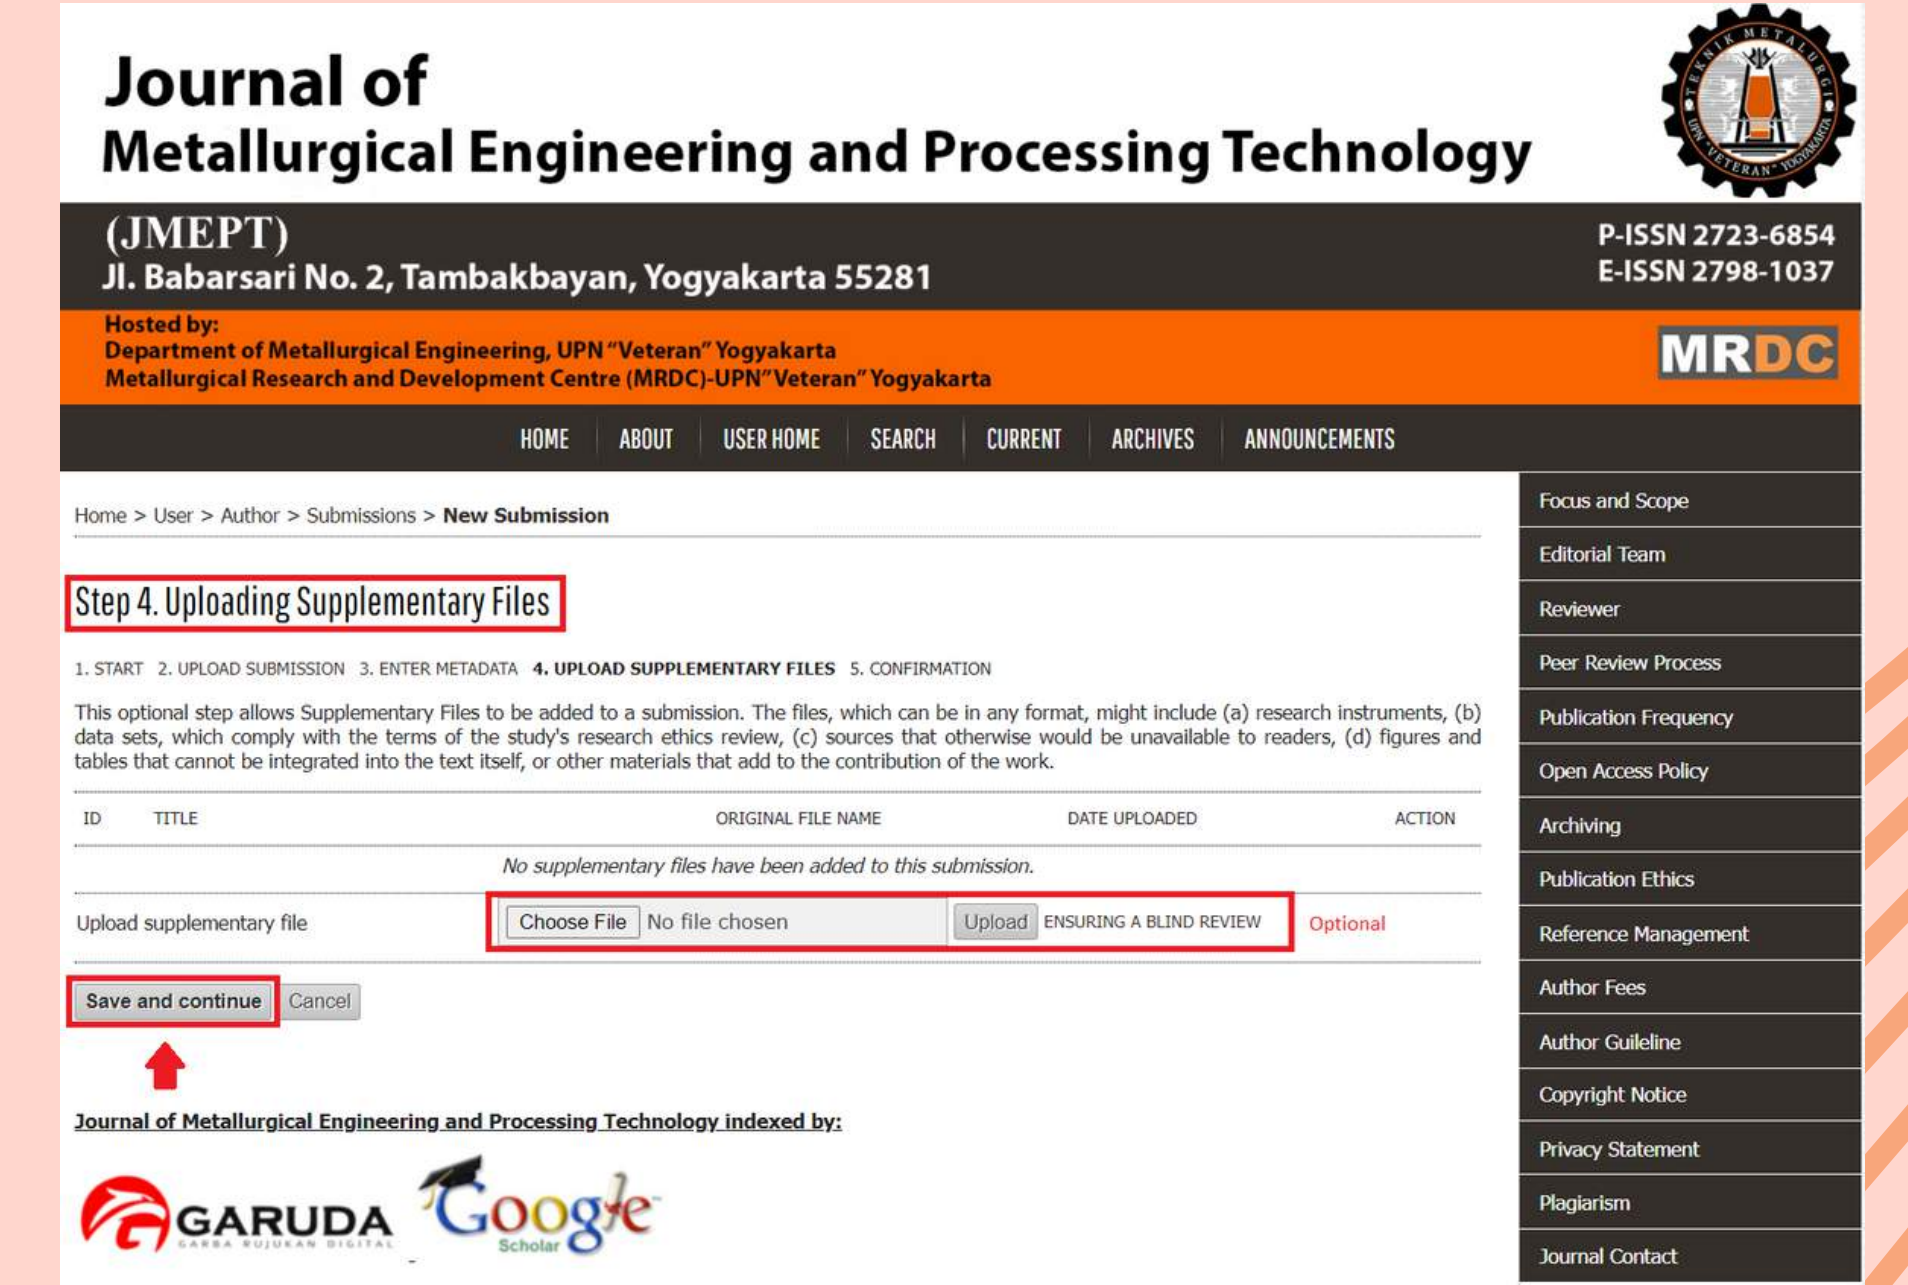 Journal of
Metallurgical Engineering and Processing Technology
TEKNIK METALURGI
UPN "VETERAN" YOGYAKARTA
(JMEPT)
Jl. Babarsari No. 2, Tambakbayan, Yogyakarta 55281
P-ISSN 2723-6854
E-ISSN 2798-1037
Hosted by:
Department of Metallurgical Engineering, UPN "Veteran" Yogyakarta
Metallurgical Research and Development Centre (MRDC)-UPN"Veteran" Yogyakarta
MRDC
HOME ABOUT USER HOME SEARCH CURRENT ARCHIVES ANNOUNCEMENTS
Home > User > Author > Submissions > New Submission
Step 4. Uploading Supplementary Files
1. START 2. UPLOAD SUBMISSION 3. ENTER METADATA 4. UPLOAD SUPPLEMENTARY FILES 5. CONFIRMATION
This optional step allows Supplementary Files to be added to a submission. The files, which can be in any format, might include (a) research instruments, (b)
data sets, which comply with the terms of the study's research ethics review, (c) sources that otherwise would be unavailable to readers, (d) figures and
tables that cannot be integrated into the text itself, or other materials that add to the contribution of the work.
ID TITLE ORIGINAL FILE NAME DATE UPLOADED ACTION
No supplementary files have been added to this submission.
Upload supplementary file Choose File No file chosen Upload ENSURING A BLIND REVIEW Optional
Save and continue Cancel
Journal of Metallurgical Engineering and Processing Technology indexed by:
GARUDA
GARBA RUJUKAN DIGITAL
Google
Scholar
Focus and Scope
Editorial Team
Reviewer
Peer Review Process
Publication Frequency
Open Access Policy
Archiving
Publication Ethics
Reference Management
Author Fees
Author Guileline
Copyright Notice
Privacy Statement
Plagiarism
Journal Contact